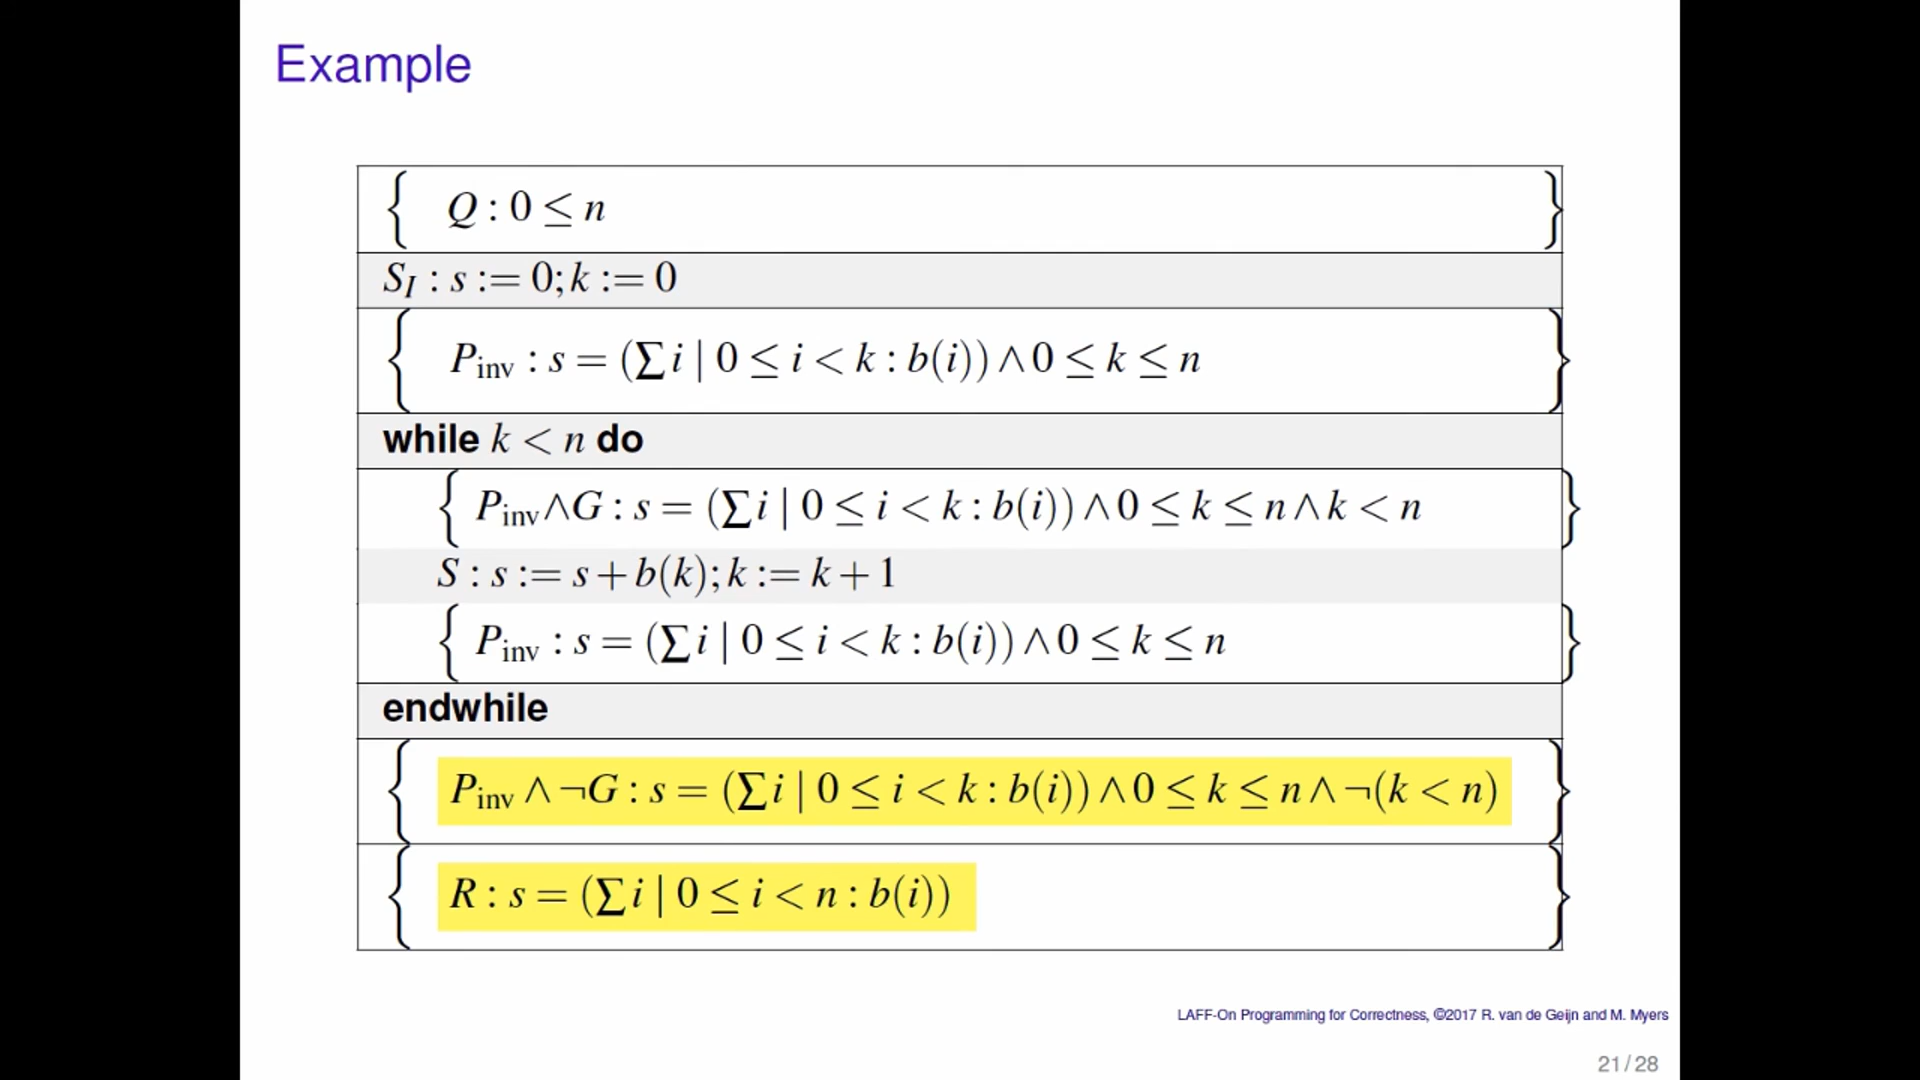 Example
{ Q : 0 ≤ n }
S_I : s := 0; k := 0
{ P_inv : s = (∑ i | 0 ≤ i < k : b(i)) ∧ 0 ≤ k ≤ n }
while k < n do
{ P_inv ∧ G : s = (∑ i | 0 ≤ i < k : b(i)) ∧ 0 ≤ k ≤ n ∧ k < n }
S : s := s + b(k); k := k + 1
{ P_inv : s = (∑ i | 0 ≤ i < k : b(i)) ∧ 0 ≤ k ≤ n }
endwhile
{ P_inv ∧ ¬G : s = (∑ i | 0 ≤ i < k : b(i)) ∧ 0 ≤ k ≤ n ∧ ¬(k < n) }
{ R : s = (∑ i | 0 ≤ i < n : b(i)) }
LAFF-On Programming for Correctness, ©2017 R. van de Geijn and M. Myers
21 / 28